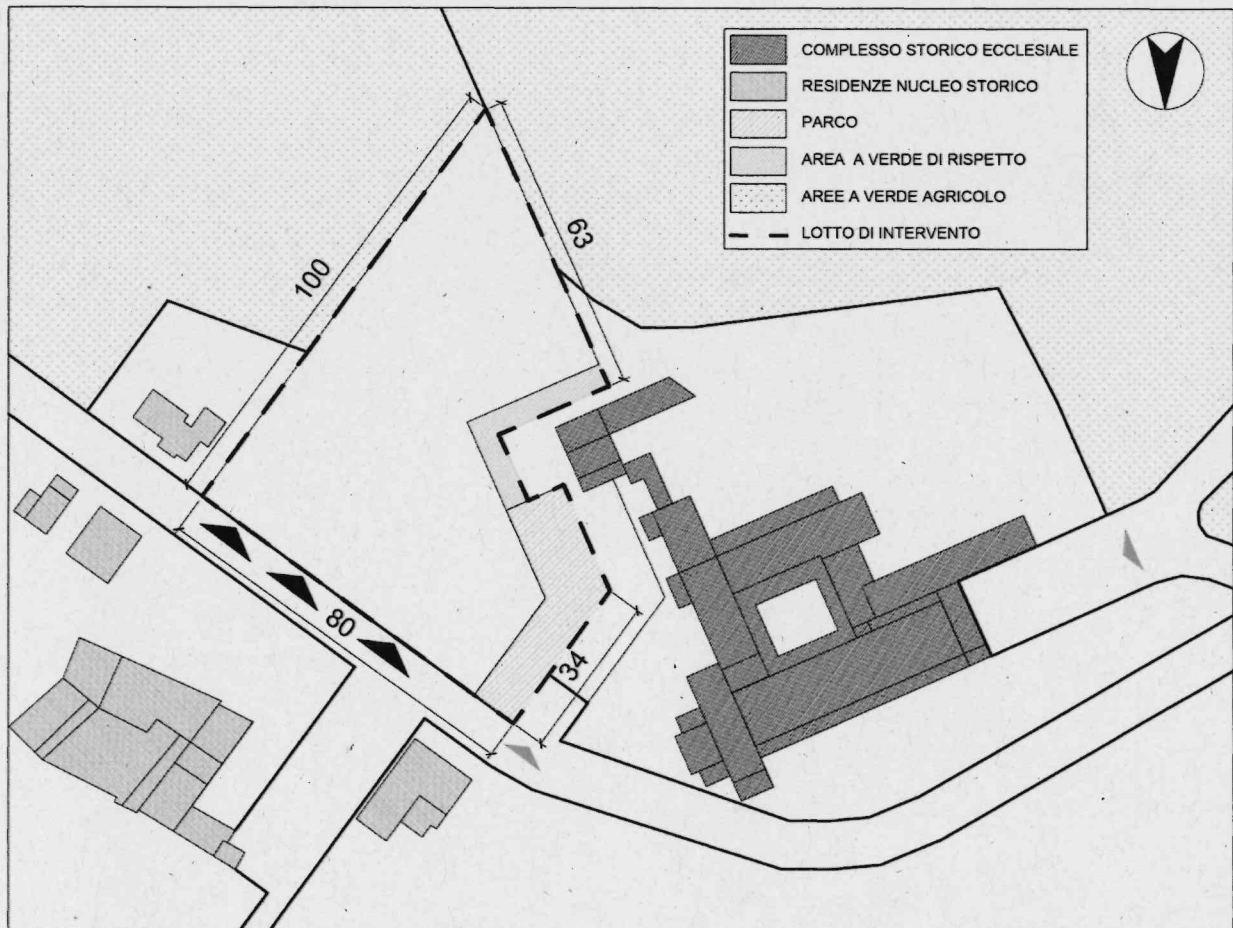 COMPLESSO STORICO ECCLESIALE
RESIDENZE NUCLEO STORICO
PARCO
AREA A VERDE DI RISPETTO
AREE A VERDE AGRICOLO
LOTTO DI INTERVENTO
63
100
80
34